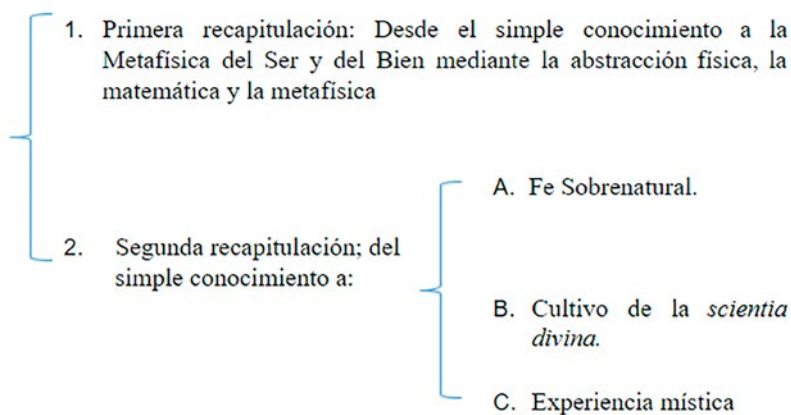 1. Primera recapitulación: Desde el simple conocimiento a la
Metafísica del Ser y del Bien mediante la abstracción física, la
matemática y la metafísica
2. Segunda recapitulación; del
simple conocimiento a:
A. Fe Sobrenatural.
B. Cultivo de la scientia
divina.
C. Experiencia mística